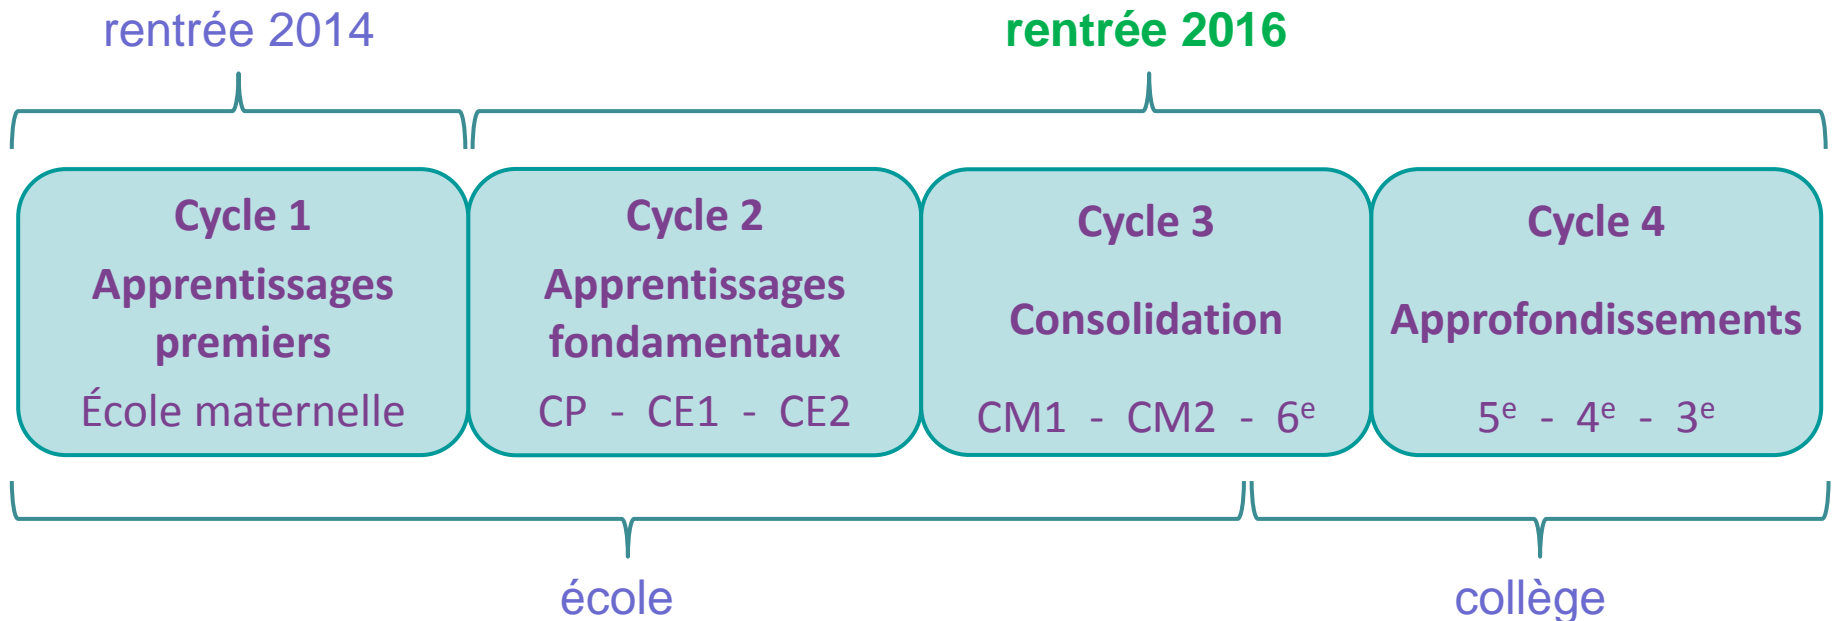 rentrée 2014
rentrée 2016
Cycle 1
Apprentissages
premiers
École maternelle
Cycle 2
Apprentissages
fondamentaux
CP - CE1 - CE2
Cycle 3
Consolidation
CM1 - CM2 - 6ᵉ
Cycle 4
Approfondissements
5ᵉ - 4ᵉ - 3ᵉ
école
collège